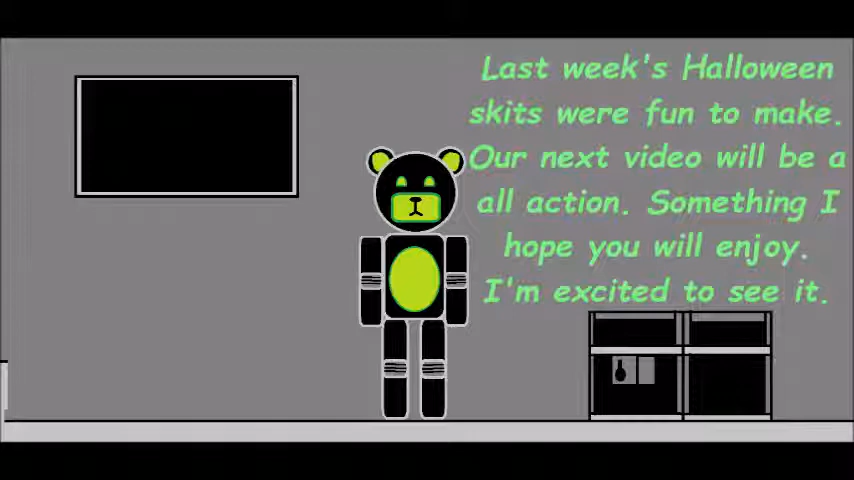 Last week's Halloween
skits were fun to make.
Our next video will be a
all action. Something I
hope you will enjoy.
I'm excited to see it.